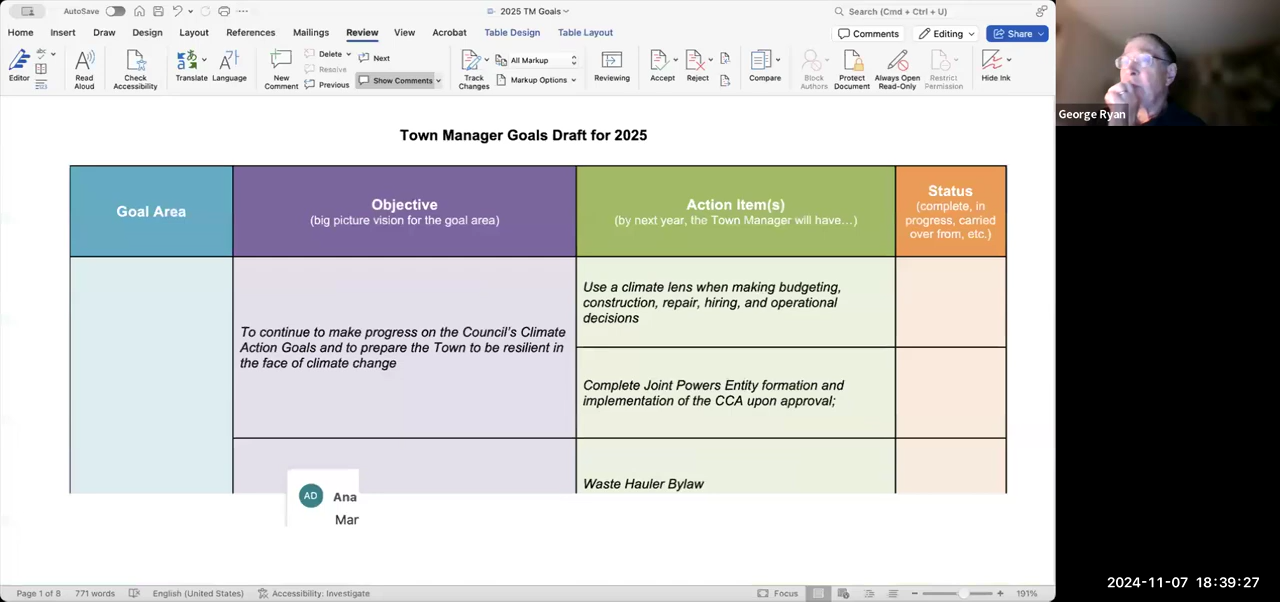 AutoSave
2025 TM Goals
Search (Cmd + Ctrl + U)
Home Insert Draw Design Layout References Mailings Review View Acrobat Table Design Table Layout
Comments Editing Share
Editor
Read Aloud
Check Accessibility
Translate
Language
New Comment
Delete
Resolve
Previous
Next
Show Comments
Track Changes
All Markup
Markup Options
Reviewing
Accept
Reject
Compare
Block Authors
Protect Document
Always Open Read-Only
Restrict Permission
Hide Ink
George Ryan
Town Manager Goals Draft for 2025
Goal Area
Objective
(big picture vision for the goal area)
Action Item(s)
(by next year, the Town Manager will have…)
Status
(complete, in
progress, carried
over from, etc.)
To continue to make progress on the Council's Climate
Action Goals and to prepare the Town to be resilient in
the face of climate change
Use a climate lens when making budgeting,
construction, repair, hiring, and operational
decisions
Complete Joint Powers Entity formation and
implementation of the CCA upon approval;
Waste Hauler Bylaw
AD Ana
Mar
Page 1 of 8 771 words English (United States) Accessibility: Investigate
Focus
191%
2024-11-07 18:39:27